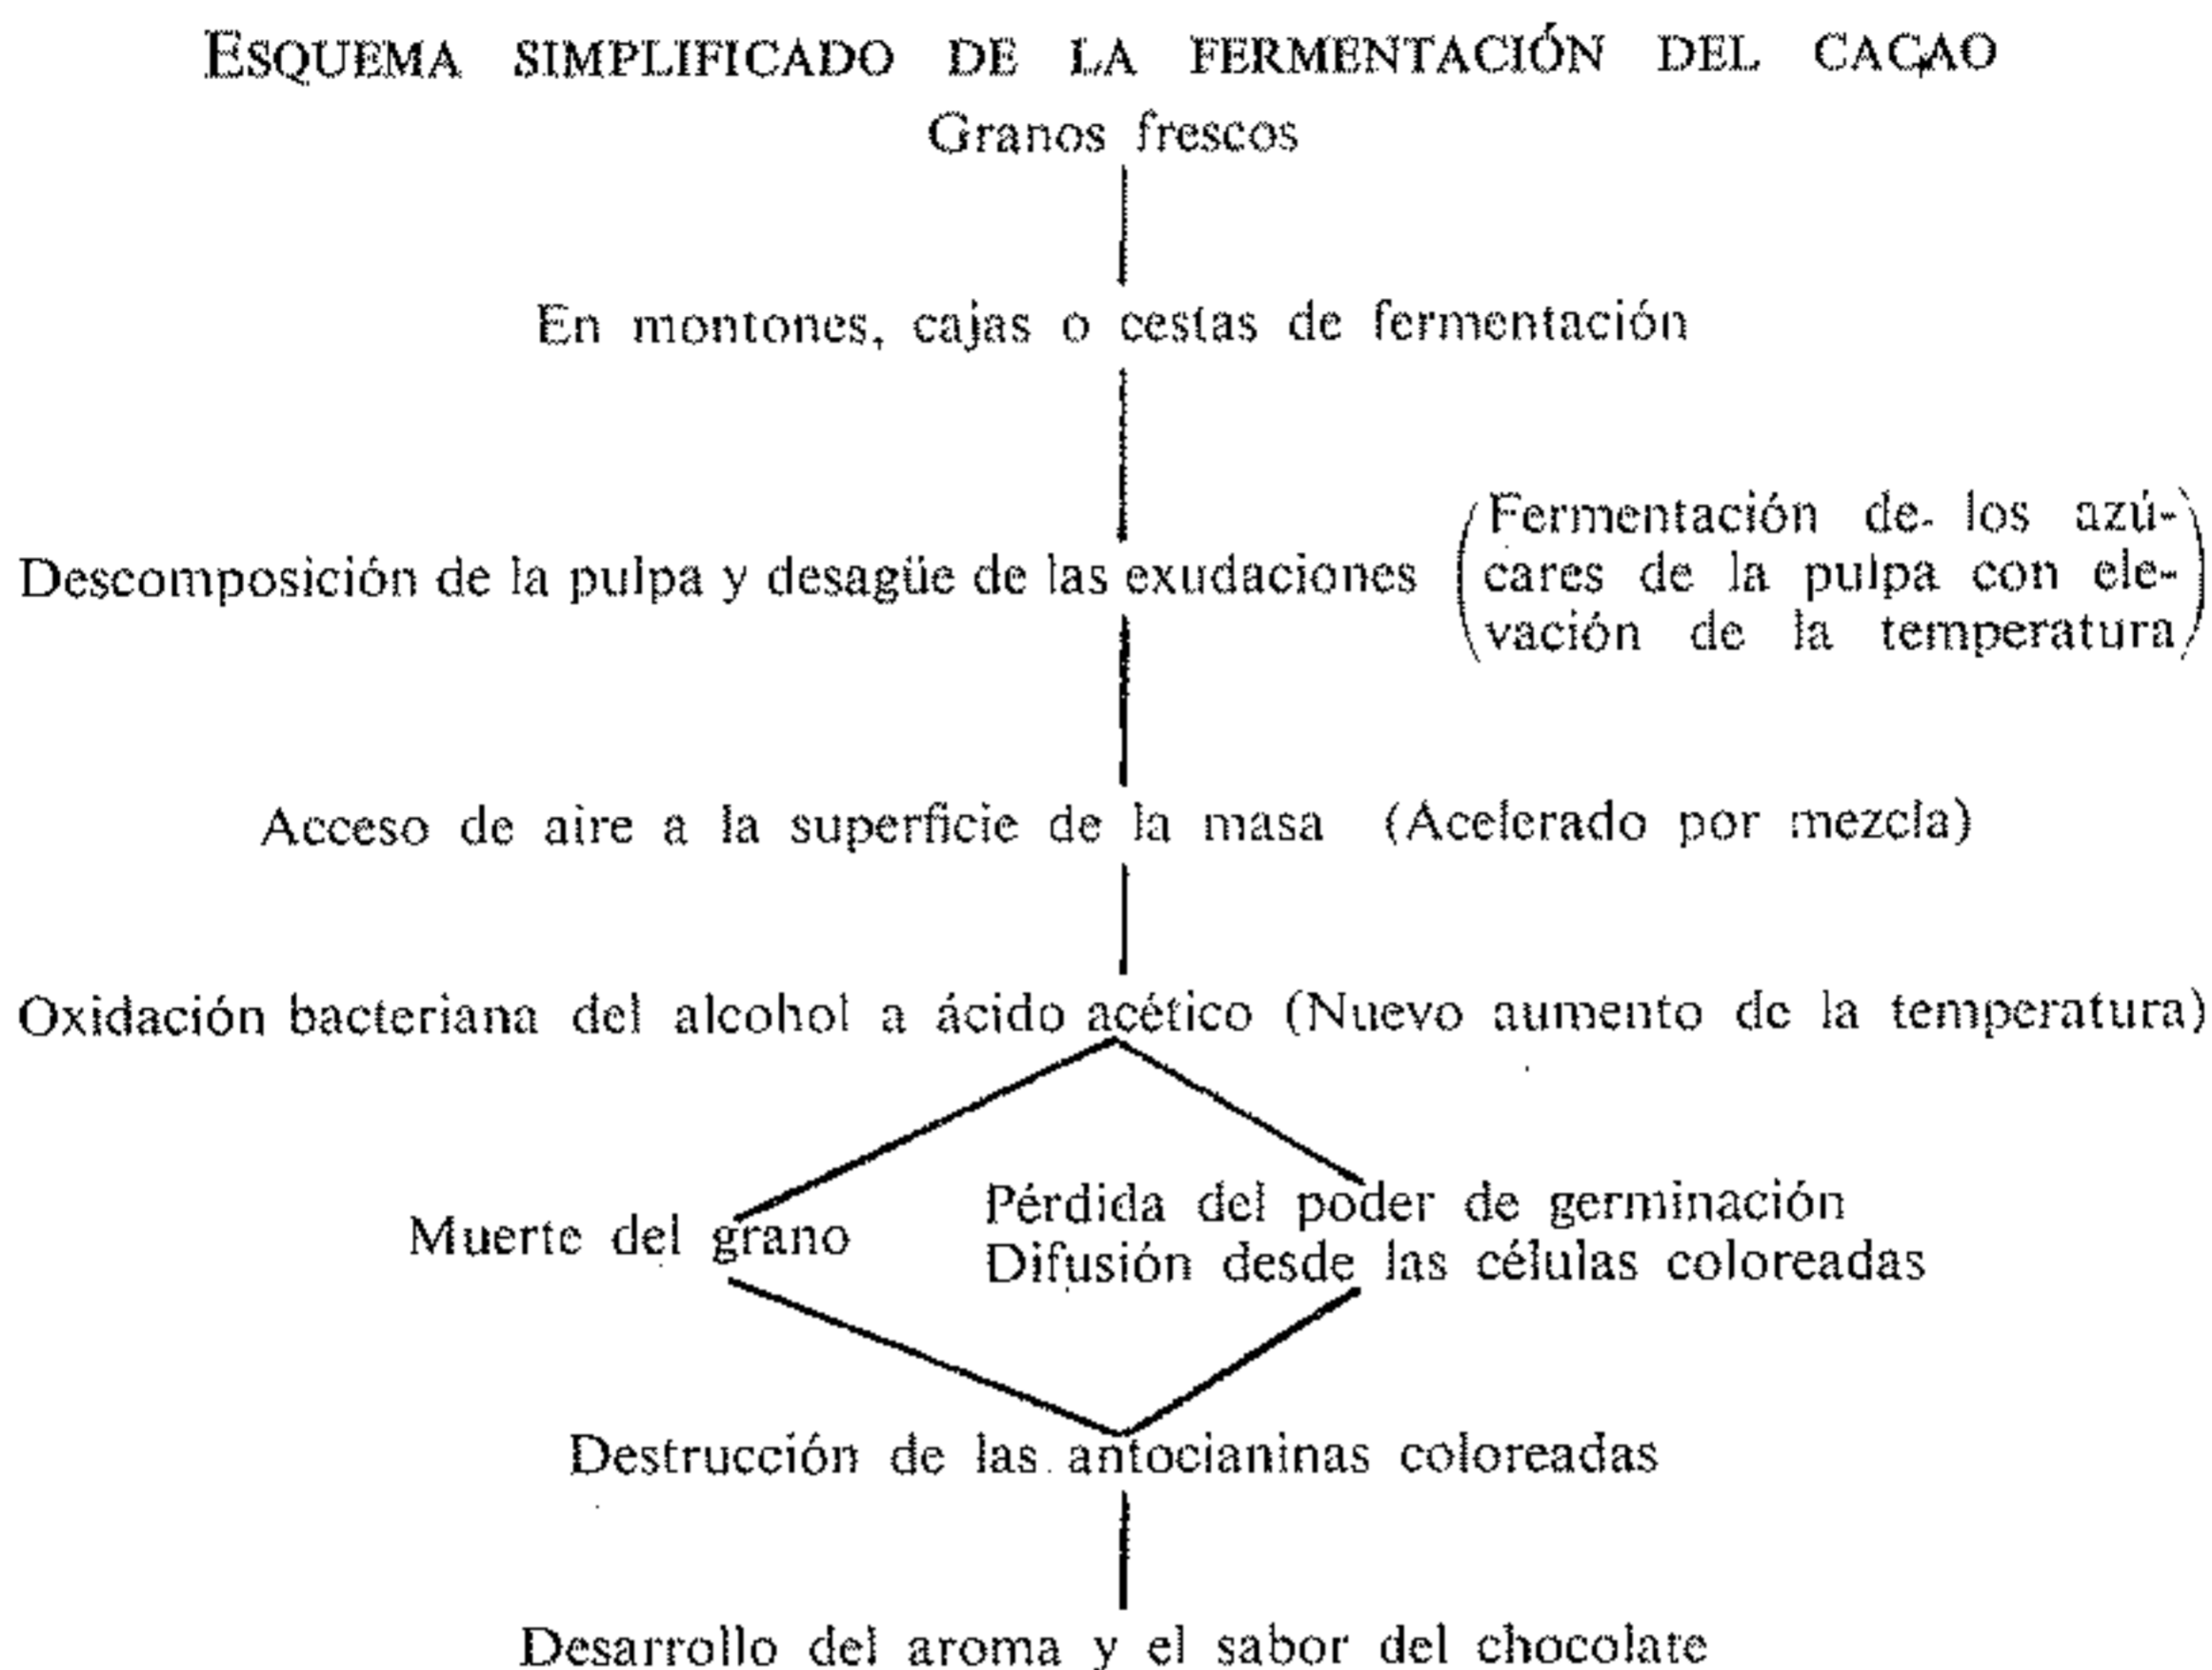 ESQUEMA SIMPLIFICADO DE LA FERMENTACIÓN DEL CACAO
Granos frescos
En montones, cajas o cestas de fermentación
Descomposición de la pulpa y desagüe de las exudaciones
(Fermentación de los azú-
cares de la pulpa con ele-
vación de la temperatura)
Acceso de aire a la superficie de la masa (Acelerado por mezcla)
Oxidación bacteriana del alcohol a ácido acético (Nuevo aumento de la temperatura)
Muerte del grano
Pérdida del poder de germinación
Difusión desde las células coloreadas
Destrucción de las antocianinas coloreadas
Desarrollo del aroma y el sabor del chocolate